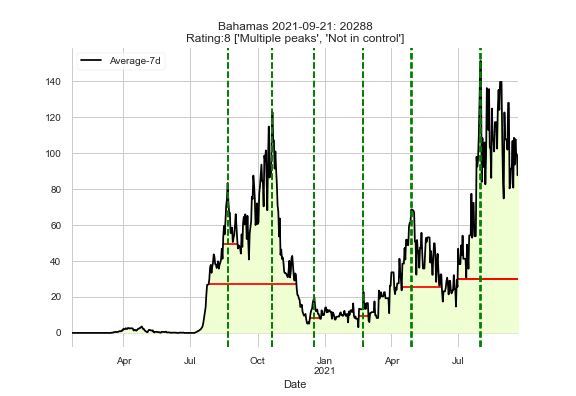 Bahamas 2021-09-21: 20288
Rating:8 ['Multiple peaks', 'Not in control']
Average-7d
140
120
100
80
60
40
20
0
Apr
Jul
Oct
Jan
2021
Apr
Jul
Date